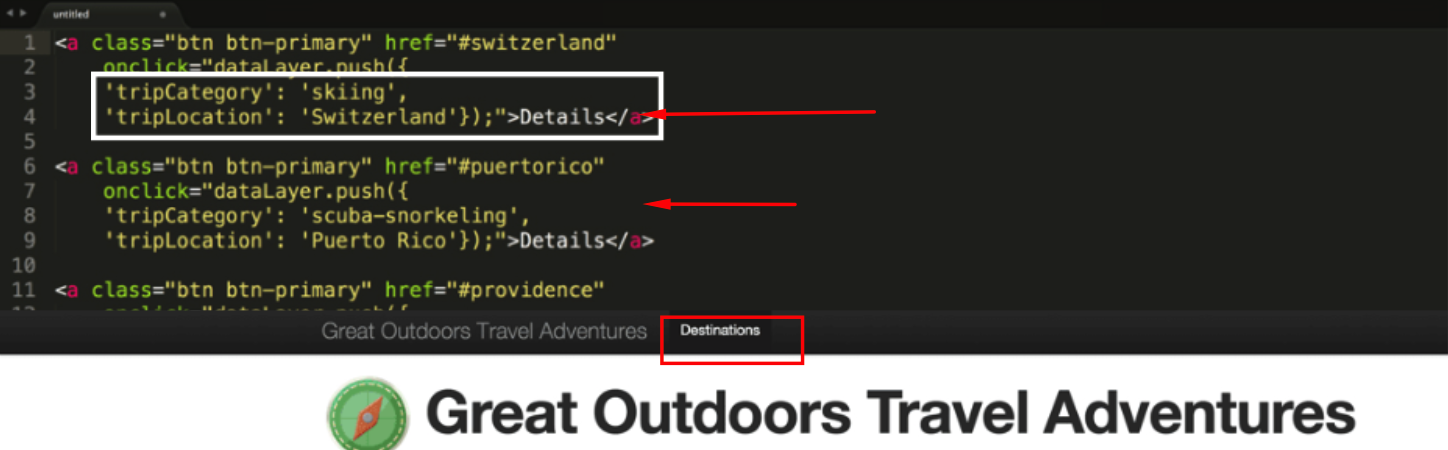 untitled
1 <a class="btn btn-primary" href="#switzerland"
2 onclick="dataLayer.push({
3 'tripCategory': 'skiing',
4 'tripLocation': 'Switzerland'});">Details</a>
5
6 <a class="btn btn-primary" href="#puertorico"
7 onclick="dataLayer.push({
8 'tripCategory': 'scuba-snorkeling',
9 'tripLocation': 'Puerto Rico'});">Details</a>
10
11 <a class="btn btn-primary" href="#providence"
Great Outdoors Travel Adventures Destinations
Great Outdoors Travel Adventures